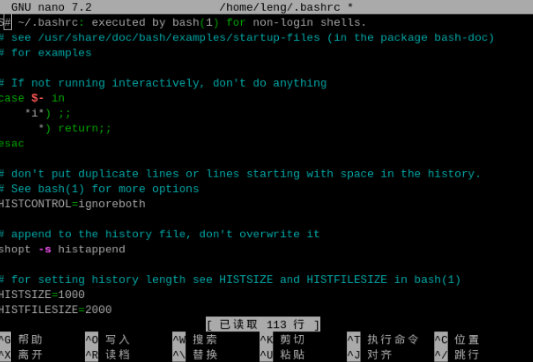 GNU nano 7.2 /home/leng/.bashrc *
S# ~/.bashrc: executed by bash(1) for non-login shells.
# see /usr/share/doc/bash/examples/startup-files (in the package bash-doc)
# for examples
# If not running interactively, don't do anything
case $- in
*i*) ;;
*) return;;
esac
# don't put duplicate lines or lines starting with space in the history.
# See bash(1) for more options
HISTCONTROL=ignoreboth
# append to the history file, don't overwrite it
shopt -s histappend
# for setting history length see HISTSIZE and HISTFILESIZE in bash(1)
HISTSIZE=1000
HISTFILESIZE=2000
[ 已读取 113 行 ]
^G 帮助 ^O 写入 ^W 搜索 ^K 剪切 ^T 执行命令 ^C 位置
^X 离开 ^R 读档 ^\ 替换 ^U 粘贴 ^J 对齐 ^/ 跳行